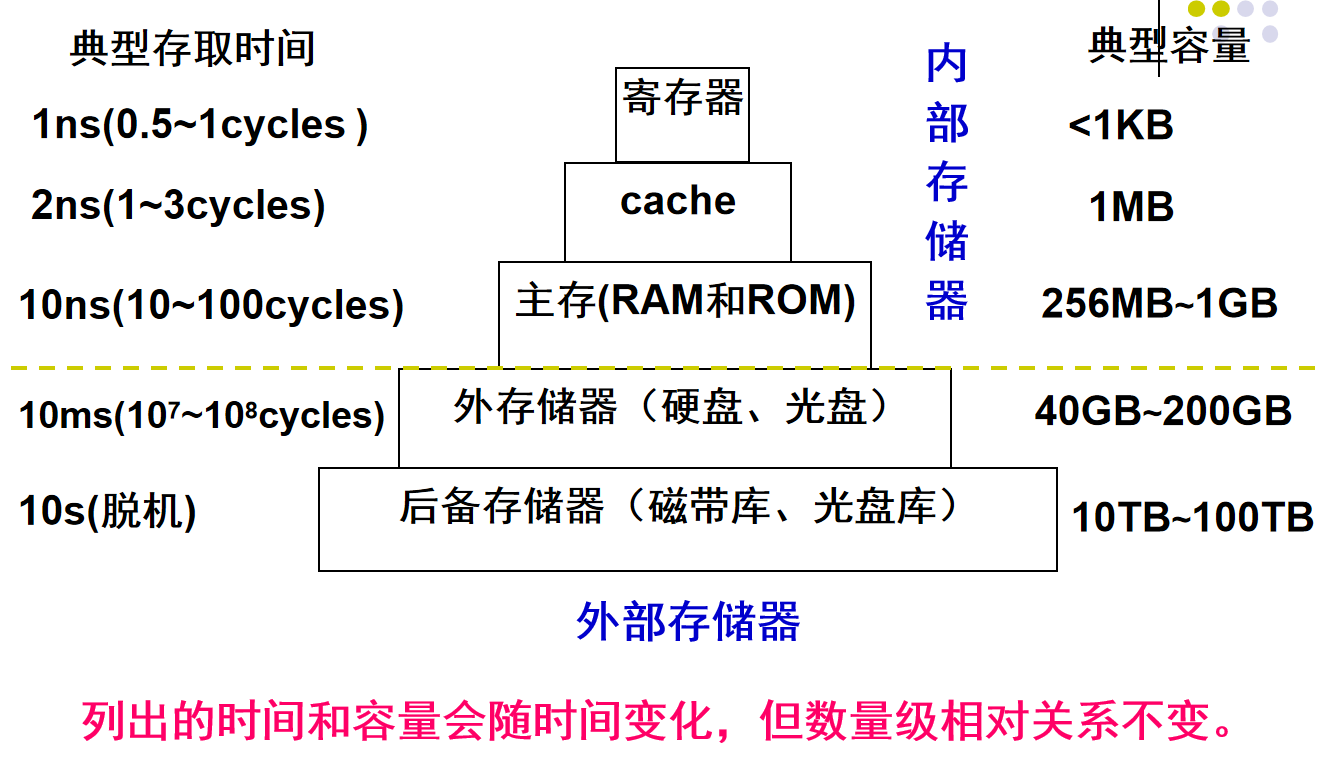 典型存取时间
典型容量
内部存储器
1ns(0.5~1cycles )
寄存器
<1KB
2ns(1~3cycles)
cache
1MB
10ns(10~100cycles)
主存(RAM和ROM)
256MB~1GB
10ms(10⁷~10⁸cycles)
外存储器（硬盘、光盘）
40GB~200GB
10s(脱机)
后备存储器（磁带库、光盘库）
10TB~100TB
外部存储器
列出的时间和容量会随时间变化，但数量级相对关系不变。